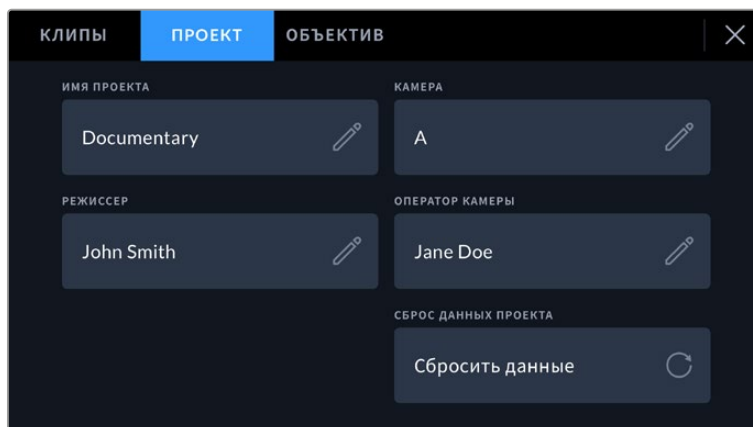 КЛИПЫ ПРОЕКТ ОБЪЕКТИВ
ИМЯ ПРОЕКТА КАМЕРА
Documentary A
РЕЖИССЕР ОПЕРАТОР КАМЕРЫ
John Smith Jane Doe
СБРОС ДАННЫХ ПРОЕКТА
Сбросить данные